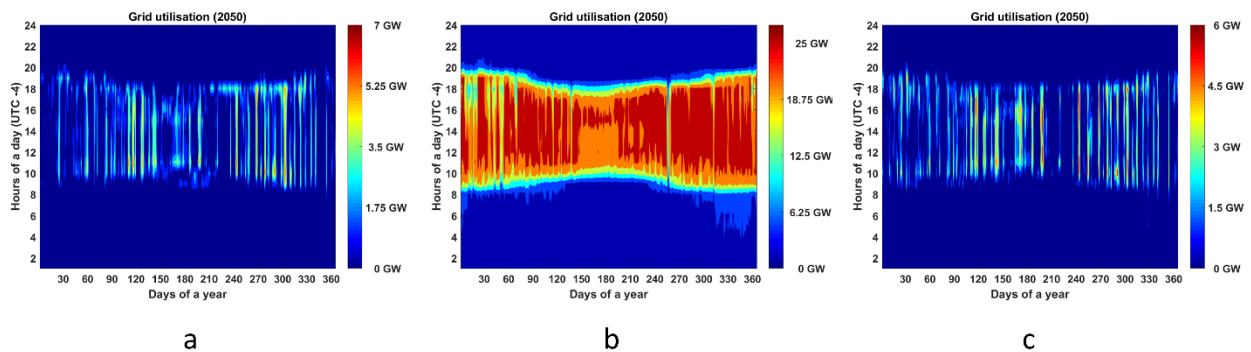 Grid utilisation (2050)
Hours of a day (UTC -4)
24
22
20
18
16
14
12
10
8
6
4
2
30 60 90 120 150 180 210 240 270 300 330 360
Days of a year
7 GW
5.25 GW
3.5 GW
1.75 GW
0 GW
a
Grid utilisation (2050)
Hours of a day (UTC -4)
24
22
20
18
16
14
12
10
8
6
4
2
30 60 90 120 150 180 210 240 270 300 330 360
Days of a year
25 GW
18.75 GW
12.5 GW
6.25 GW
0 GW
b
Grid utilisation (2050)
Hours of a day (UTC -4)
24
22
20
18
16
14
12
10
8
6
4
2
30 60 90 120 150 180 210 240 270 300 330 360
Days of a year
6 GW
4.5 GW
3 GW
1.5 GW
0 GW
c